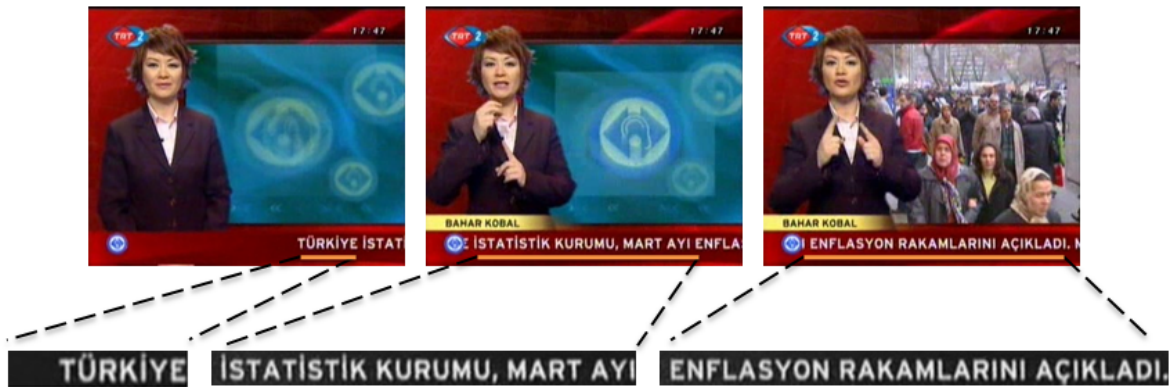 TRT 2
17:47
TÜRKİYE İSTATİ
TRT 2
17:47
BAHAR KOBAL
E İSTATİSTİK KURUMU, MART AYI ENFLA
TRT 2
17:47
BAHAR KOBAL
I ENFLASYON RAKAMLARINI AÇIKLADI.
TÜRKİYE
İSTATİSTİK KURUMU, MART AYI
ENFLASYON RAKAMLARINI AÇIKLADI.